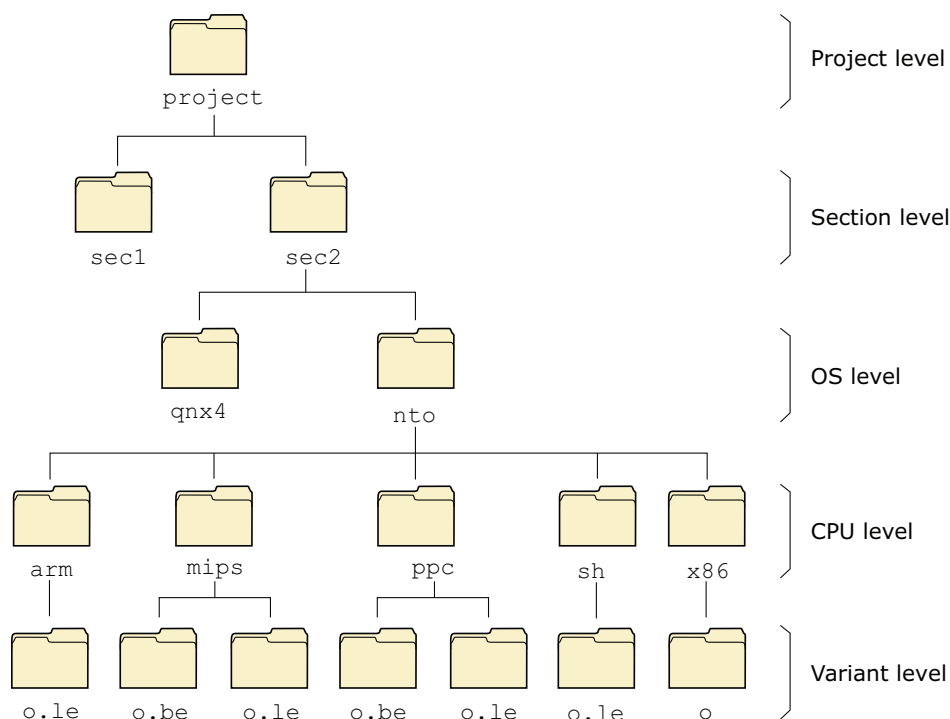 project
Project level
sec1 sec2
Section level
qnx4 nto
OS level
arm mips ppc sh x86
CPU level
o.le o.be o.le o.be o.le o.le o
Variant level